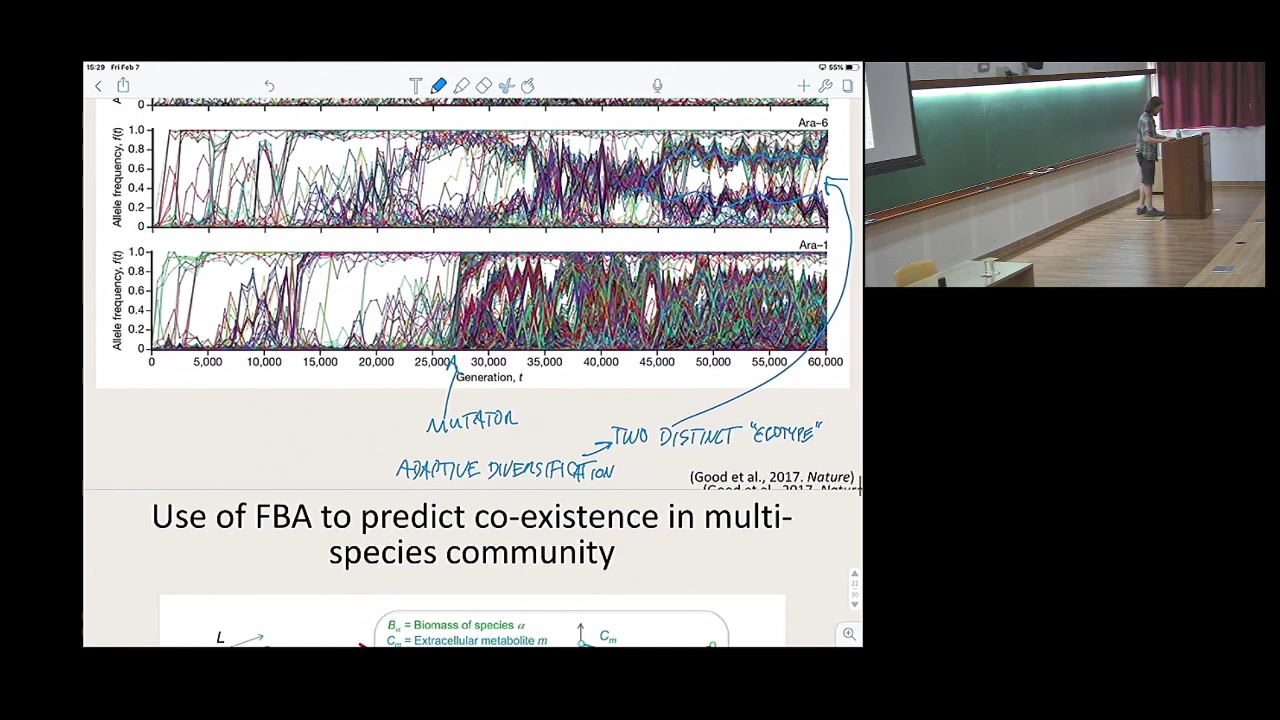 15:29 Fri Feb 7
55%
T
0
Ara–6
1.0
0.8
0.6
0.4
0.2
0
Allele frequency, f(t)
Ara–1
1.0
0.8
0.6
0.4
0.2
0
Allele frequency, f(t)
0 5,000 10,000 15,000 20,000 25,000 30,000 35,000 40,000 45,000 50,000 55,000 60,000
Generation, t
MUTATOR
TWO DISTINCT "ECOTYPE"
ADAPTIVE DIVERSIFICATION
(Good et al., 2017. Nature)
Use of FBA to predict co-existence in multi-
species community
L
Bα = Biomass of species α
Cm = Extracellular metabolite m
Cm